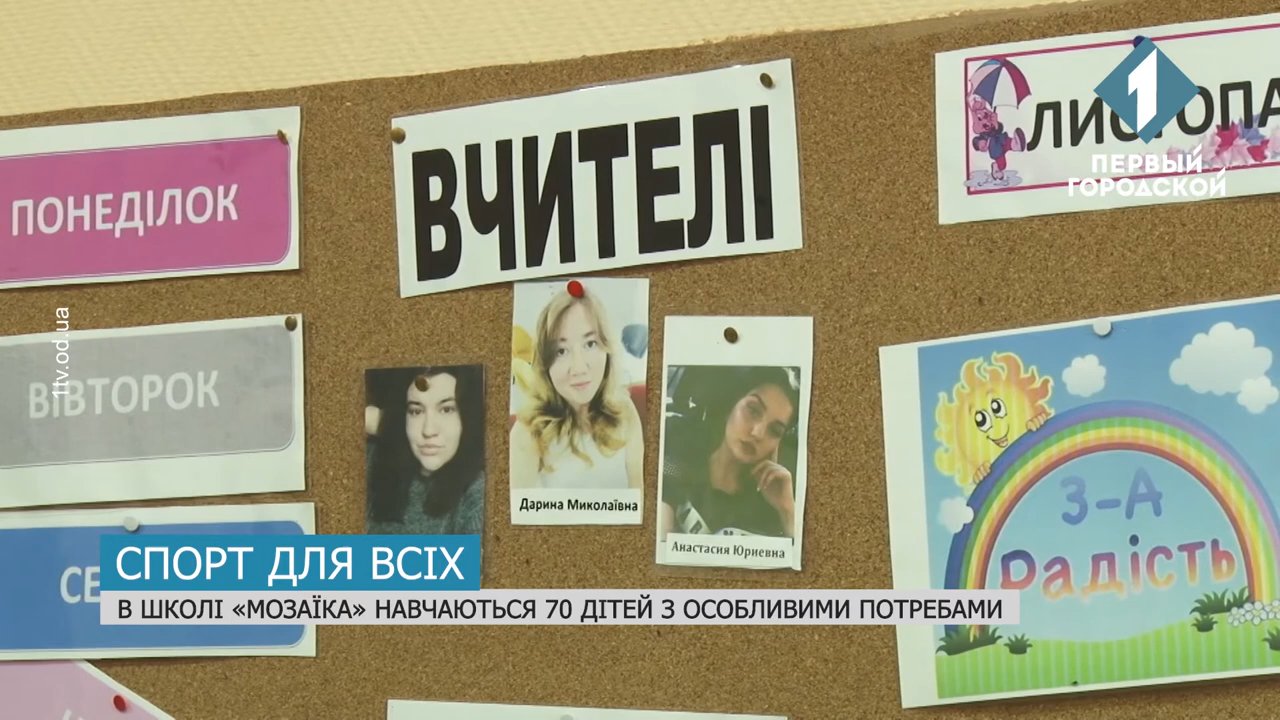 ВЧИТЕЛІ
ЛИСТОПА
ПЕРВЫЙ
ГОРОДСКОЙ
ПОНЕДІЛОК
1tv.od.ua
ВІВТОРОК
Дарина Миколаївна
Анастасия Юриевна
3-А
Радість
СЕ
СПОРТ ДЛЯ ВСІХ
В ШКОЛІ «МОЗАЇКА» НАВЧАЮТЬСЯ 70 ДІТЕЙ З ОСОБЛИВИМИ ПОТРЕБАМИ